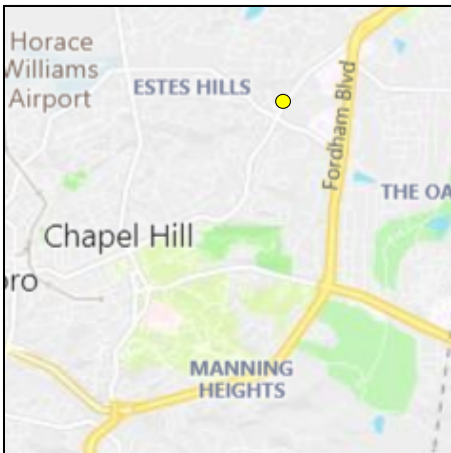 Horace
Williams
Airport
ESTES HILLS
Fordham Blvd
THE OA
Chapel Hill
oro
MANNING
HEIGHTS